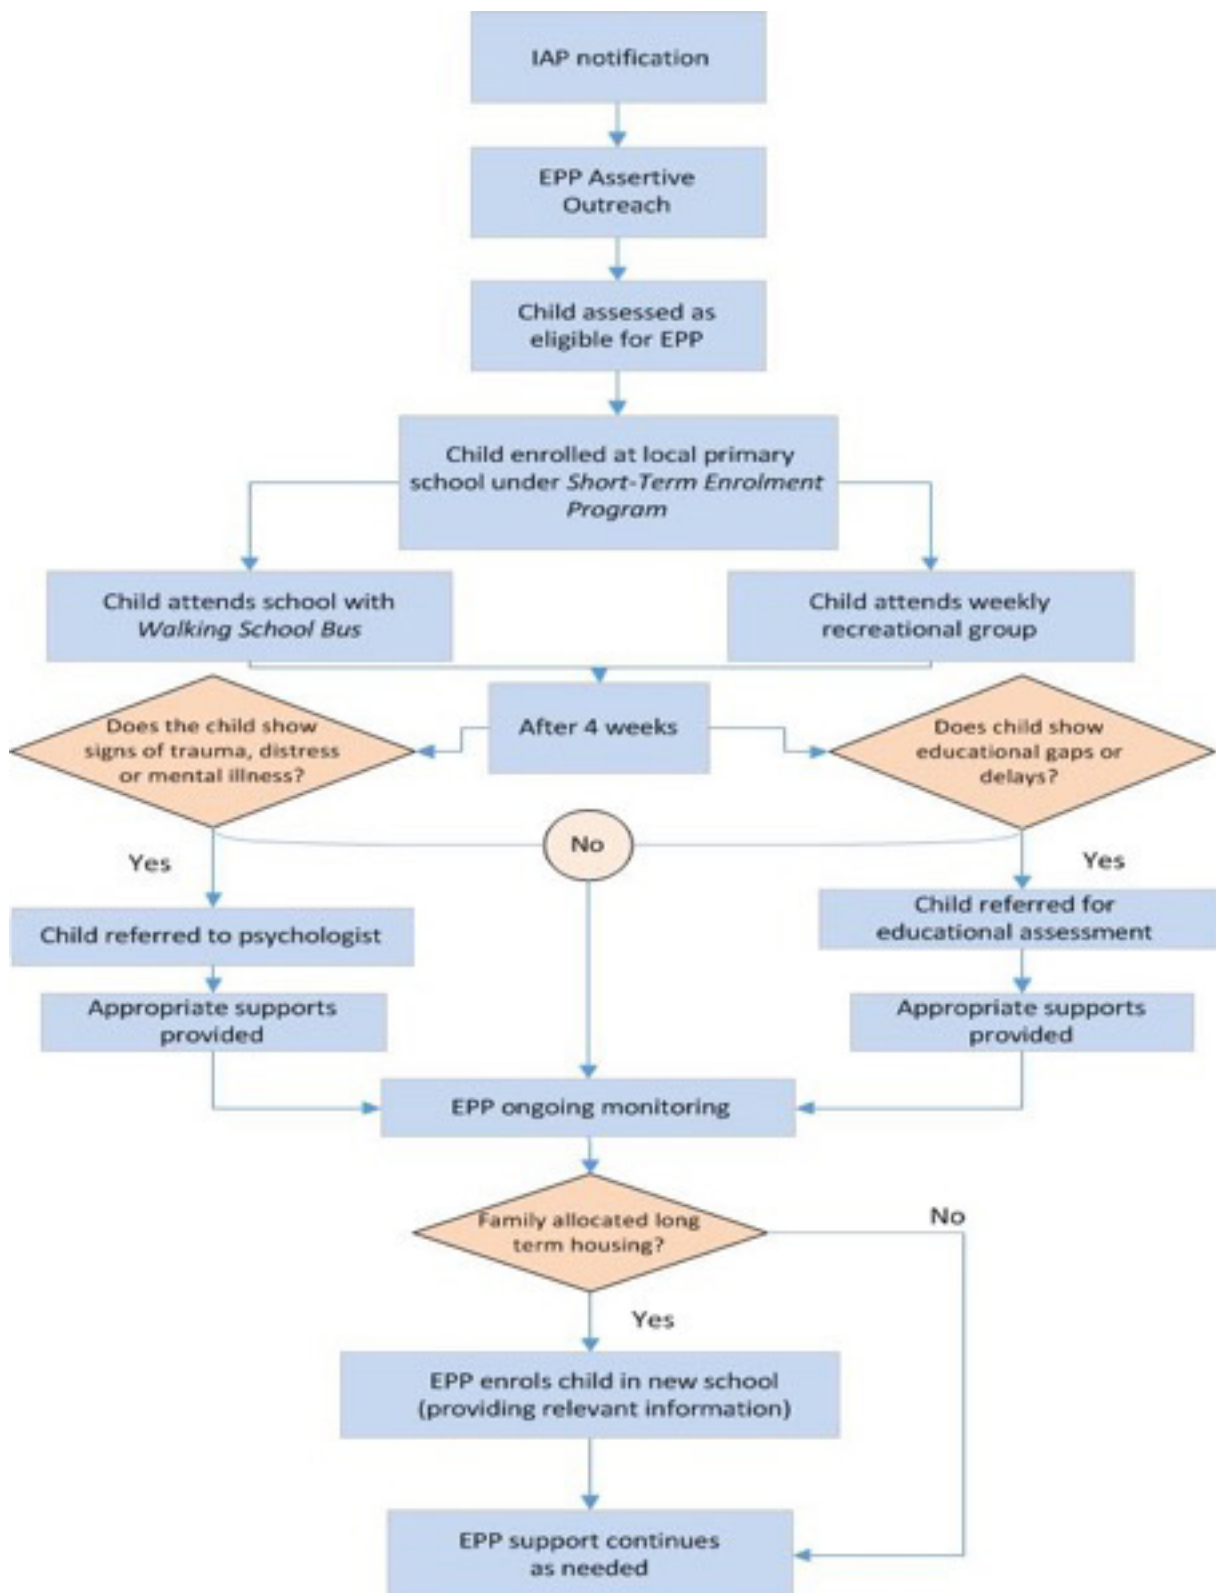 IAP notification
EPP Assertive
Outreach
Child assessed as
eligible for EPP
Child enrolled at local primary
school under Short-Term Enrolment
Program
Child attends school with
Walking School Bus
Child attends weekly
recreational group
Does the child show
signs of trauma, distress
or mental illness?
After 4 weeks
Does child show
educational gaps or
delays?
No
Yes
Yes
Child referred to psychologist
Child referred for
educational assessment
Appropriate supports
provided
Appropriate supports
provided
EPP ongoing monitoring
Family allocated long
term housing?
No
Yes
EPP enrols child in new school
(providing relevant information)
EPP support continues
as needed